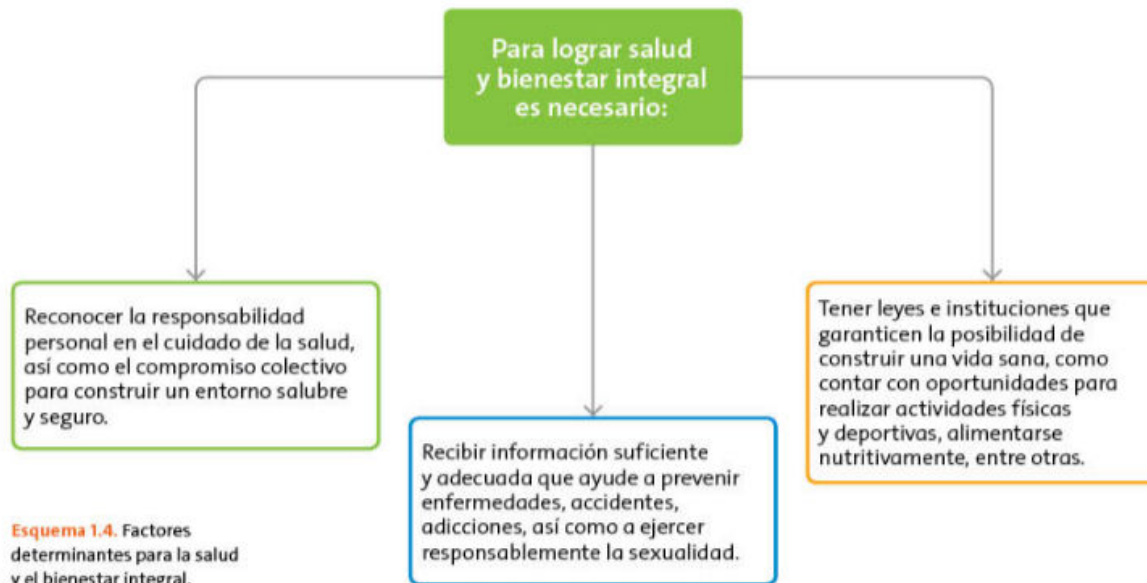 Para lograr salud
y bienestar integral
es necesario:
Reconocer la responsabilidad
personal en el cuidado de la salud,
así como el compromiso colectivo
para construir un entorno salubre
y seguro.
Recibir información suficiente
y adecuada que ayude a prevenir
enfermedades, accidentes,
adicciones, así como a ejercer
responsablemente la sexualidad.
Tener leyes e instituciones que
garanticen la posibilidad de
construir una vida sana, como
contar con oportunidades para
realizar actividades físicas
y deportivas, alimentarse
nutritivamente, entre otras.
Esquema 1.4. Factores
determinantes para la salud
y el bienestar integral.